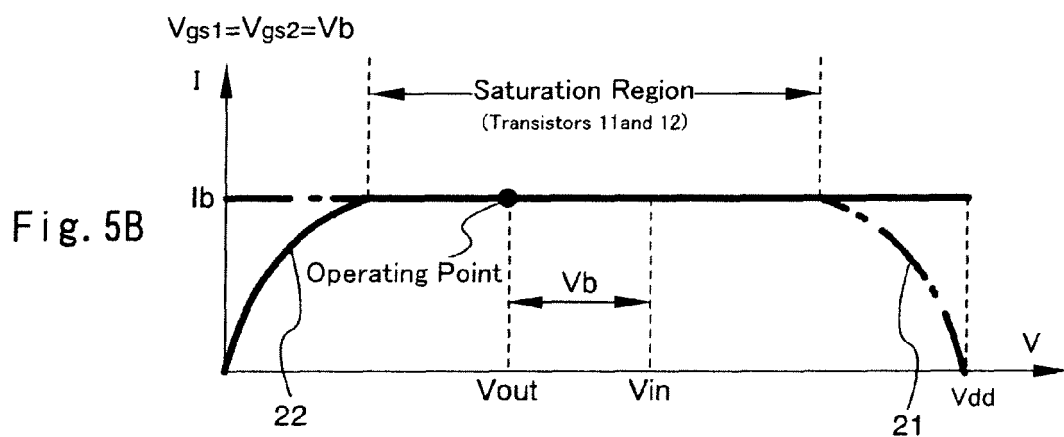 Vgs1=Vgs2=Vb
I
Saturation Region
(Transistors 11and 12)
Ib
Fig. 5B
Operating Point
Vb
V
Vout
Vin
Vdd
22
21